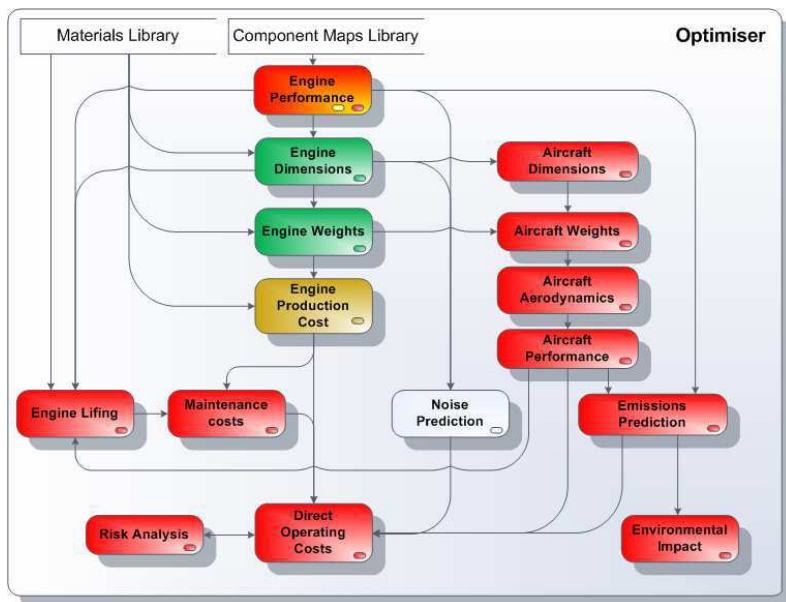 Materials Library
Component Maps Library
Optimiser
Engine
Performance
Engine
Dimensions
Aircraft
Dimensions
Engine Weights
Aircraft Weights
Engine
Production
Cost
Aircraft
Aerodynamics
Aircraft
Performance
Engine Lifing
Maintenance
costs
Noise
Prediction
Emissions
Prediction
Risk Analysis
Direct
Operating
Costs
Environmental
Impact